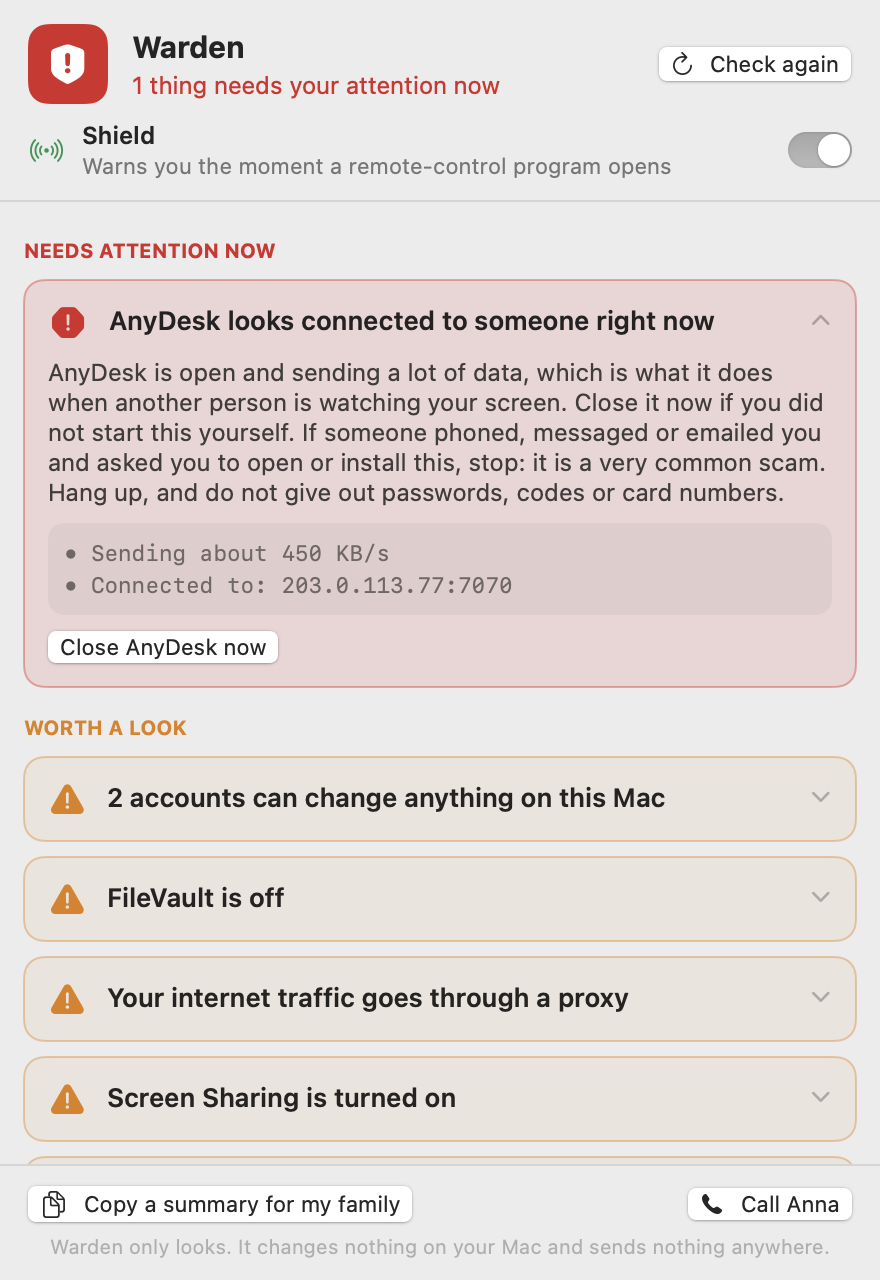 Warden
1 thing needs your attention now
Check again
Shield
Warns you the moment a remote-control program opens
NEEDS ATTENTION NOW
AnyDesk looks connected to someone right now
AnyDesk is open and sending a lot of data, which is what it does
when another person is watching your screen. Close it now if you did
not start this yourself. If someone phoned, messaged or emailed you
and asked you to open or install this, stop: it is a very common scam.
Hang up, and do not give out passwords, codes or card numbers.
• Sending about 450 KB/s
• Connected to: 203.0.113.77:7070
Close AnyDesk now
WORTH A LOOK
2 accounts can change anything on this Mac
FileVault is off
Your internet traffic goes through a proxy
Screen Sharing is turned on
Copy a summary for my family
Call Anna
Warden only looks. It changes nothing on your Mac and sends nothing anywhere.